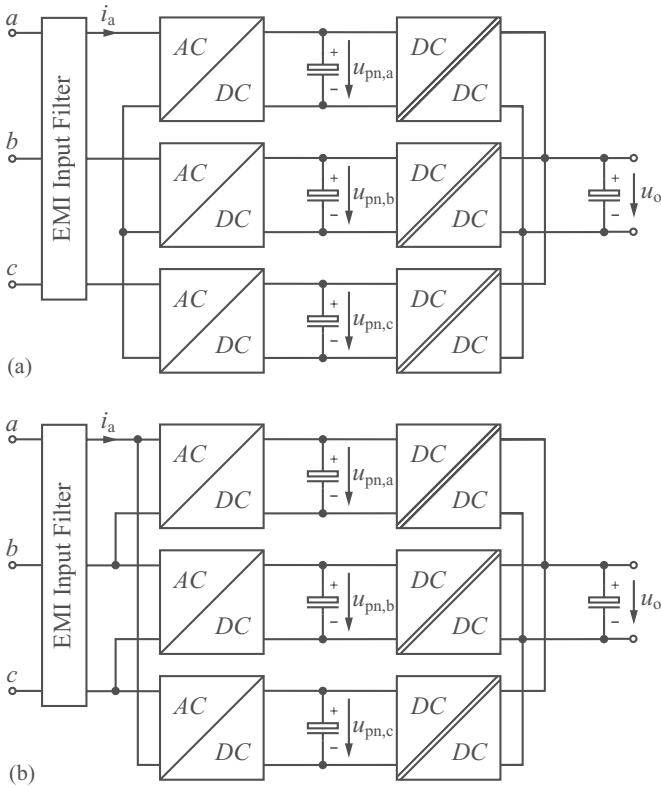 a
i_a
AC
DC
+
−
u_pn,a
DC
DC
EMI Input Filter
b
AC
DC
+
−
u_pn,b
DC
DC
+
−
u_o
c
AC
DC
+
−
u_pn,c
DC
DC
(a)
a
i_a
AC
DC
+
−
u_pn,a
DC
DC
EMI Input Filter
b
AC
DC
+
−
u_pn,b
DC
DC
+
−
u_o
c
AC
DC
+
−
u_pn,c
DC
DC
(b)